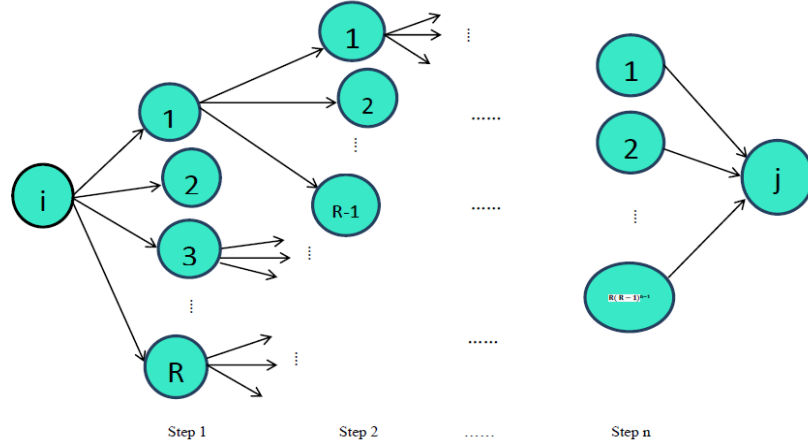 i
1
2
3
⋮
R
1
2
⋮
R-1
⋮
⋮
⋮
......
......
......
1
2
⋮
R( R − 1)ⁿ⁻¹
j
Step 1 Step 2 ...... Step n